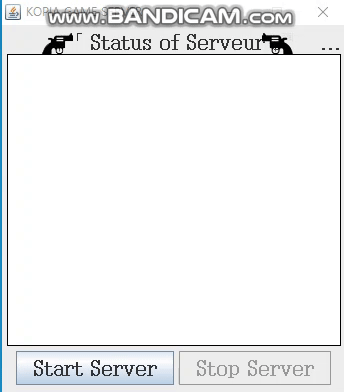 www.BANDICAM.com
「 Status of Serveur
...
Start Server
Stop Server